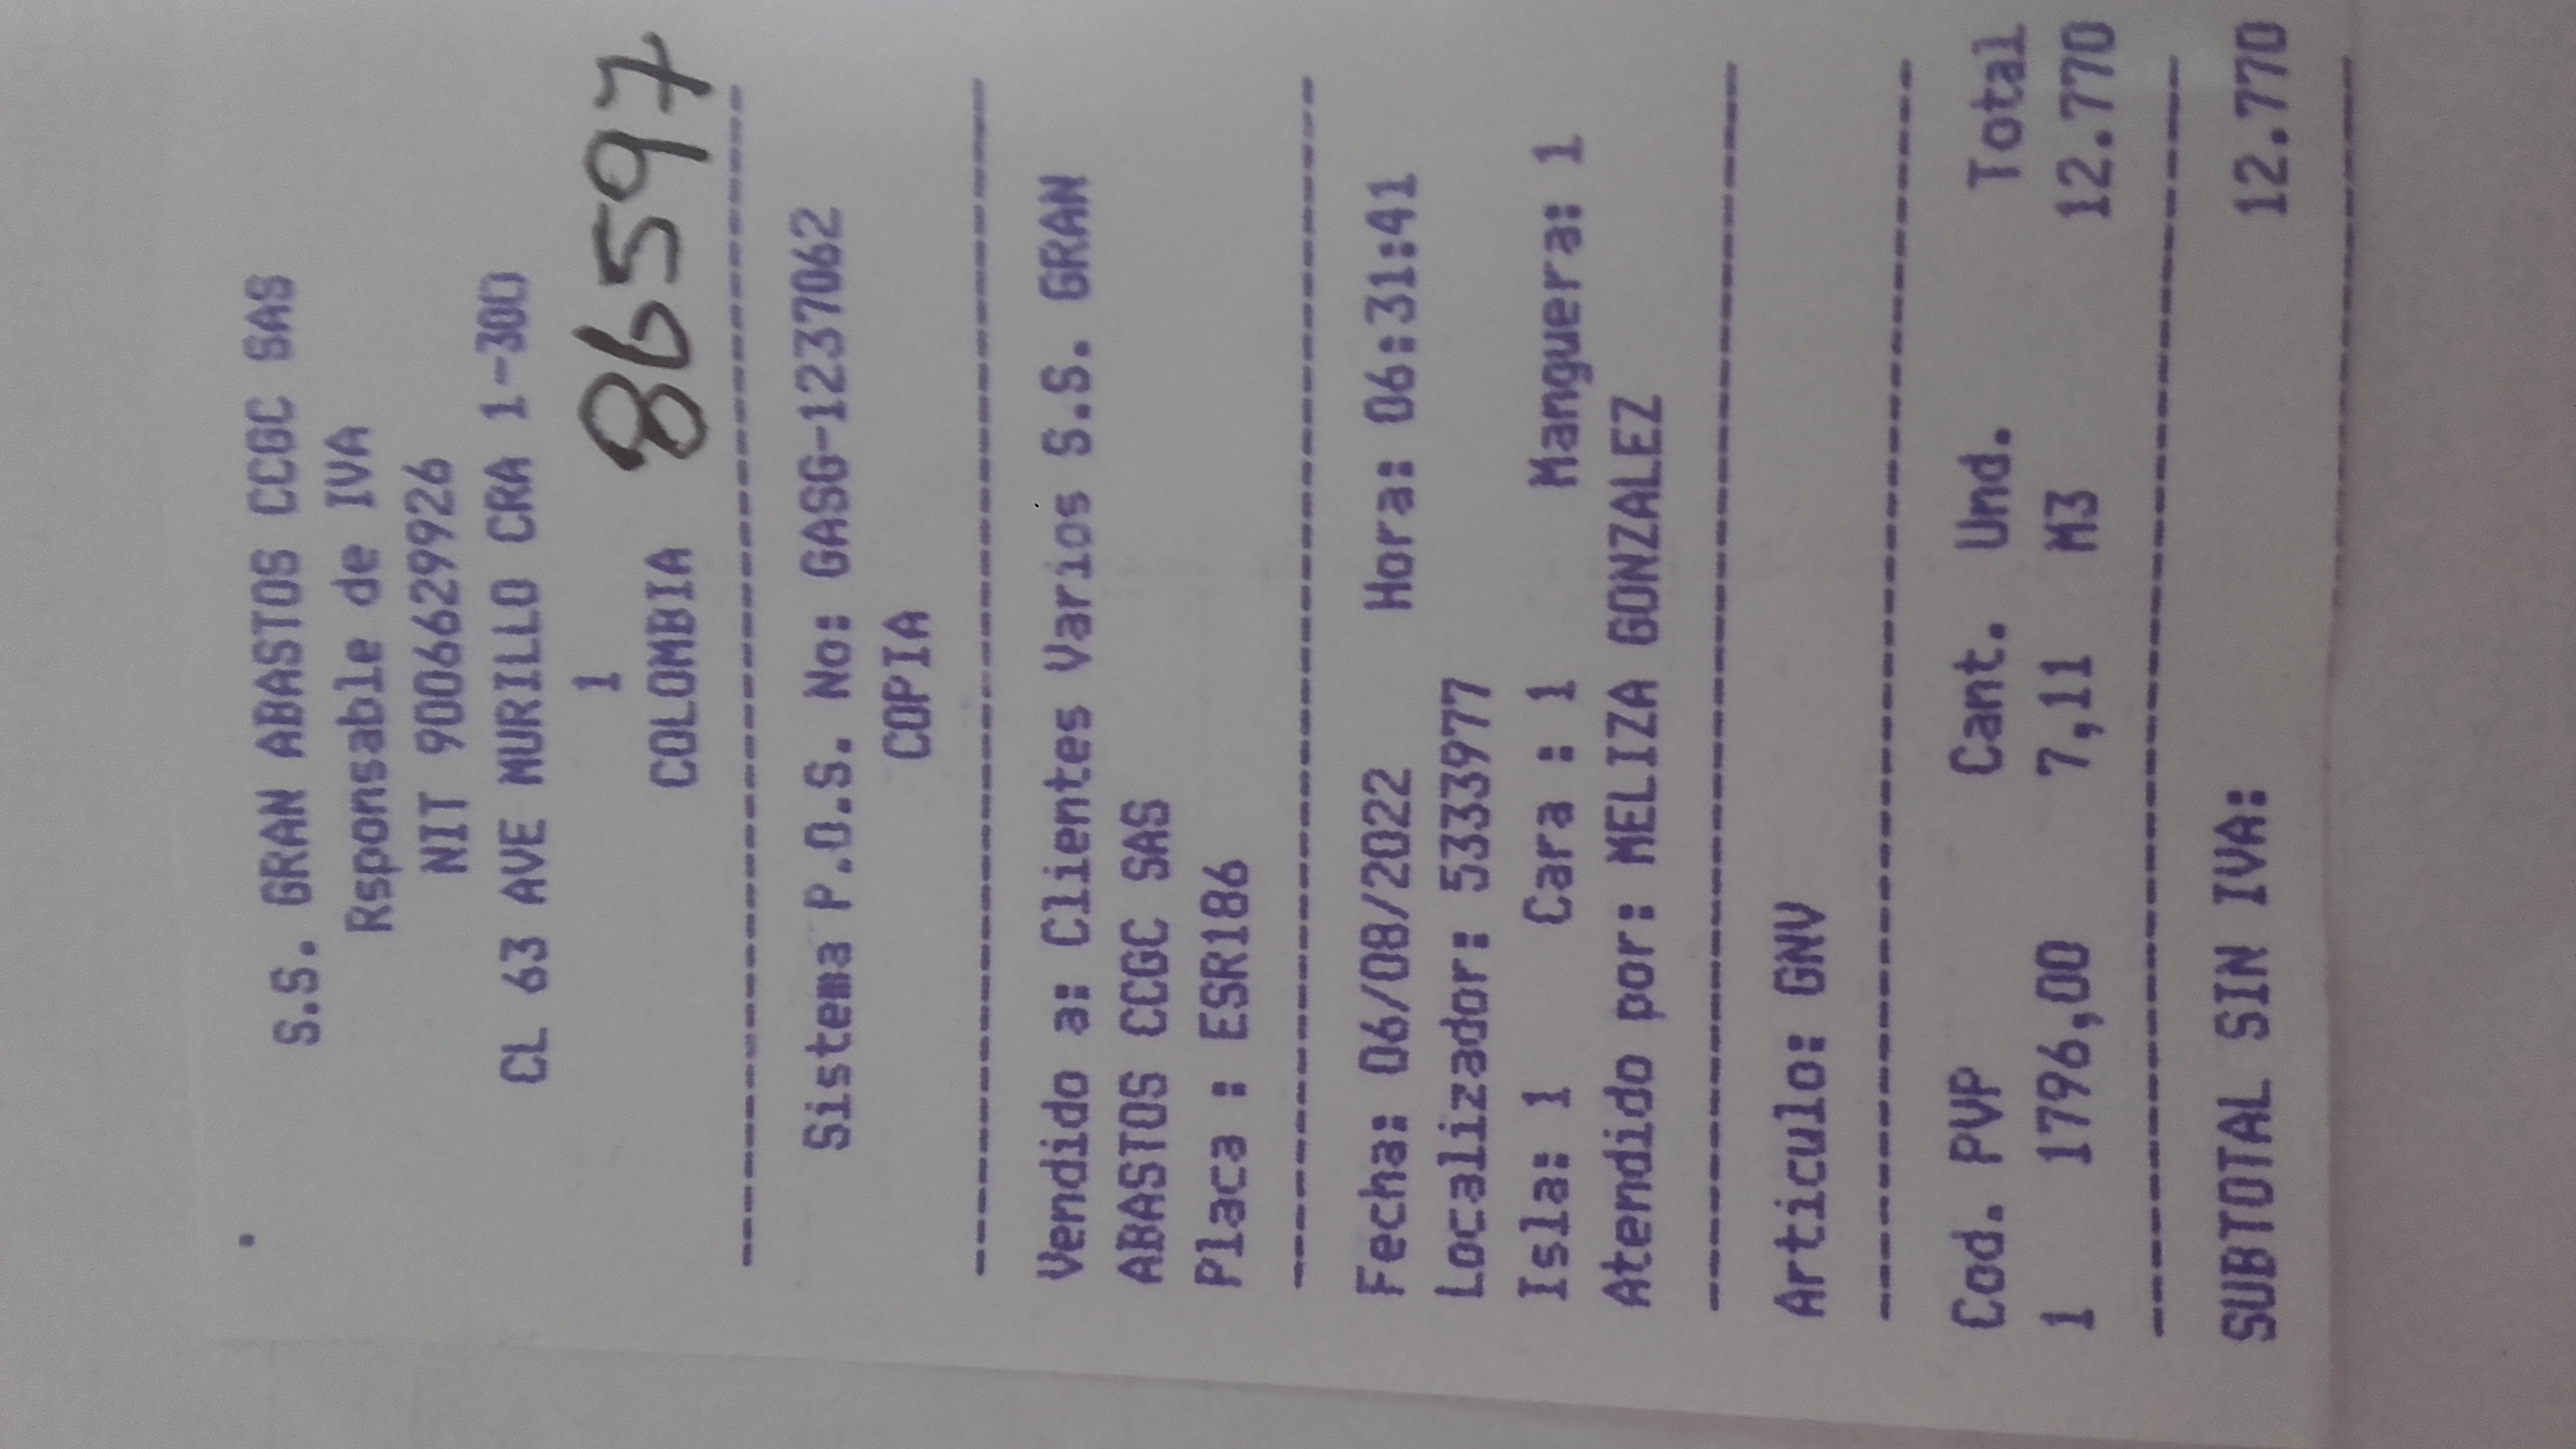 S.S. GRAN ABASTOS CCGC SAS
Rsponsable de IVA
NIT 9006629926
CL 63 AVE MURILLO CRA 1-30D
1
COLOMBIA 86597
Sistema P.O.S. No: GASG-1237062
COPIA
Vendido a: Clientes Varios S.S. GRAN
ABASTOS CCGC SAS
Placa : ESR186
Fecha: 06/08/2022 Hora: 06:31:41
Localizador: 5333977
Isla: 1 Cara : 1 Manguera: 1
Atendido por: MELIZA GONZALEZ
Articulo: GNV
Cod. PVP Cant. Und. Total
1 1796,00 7,11 M3 12.770
SUBTOTAL SIN IVA: 12.770